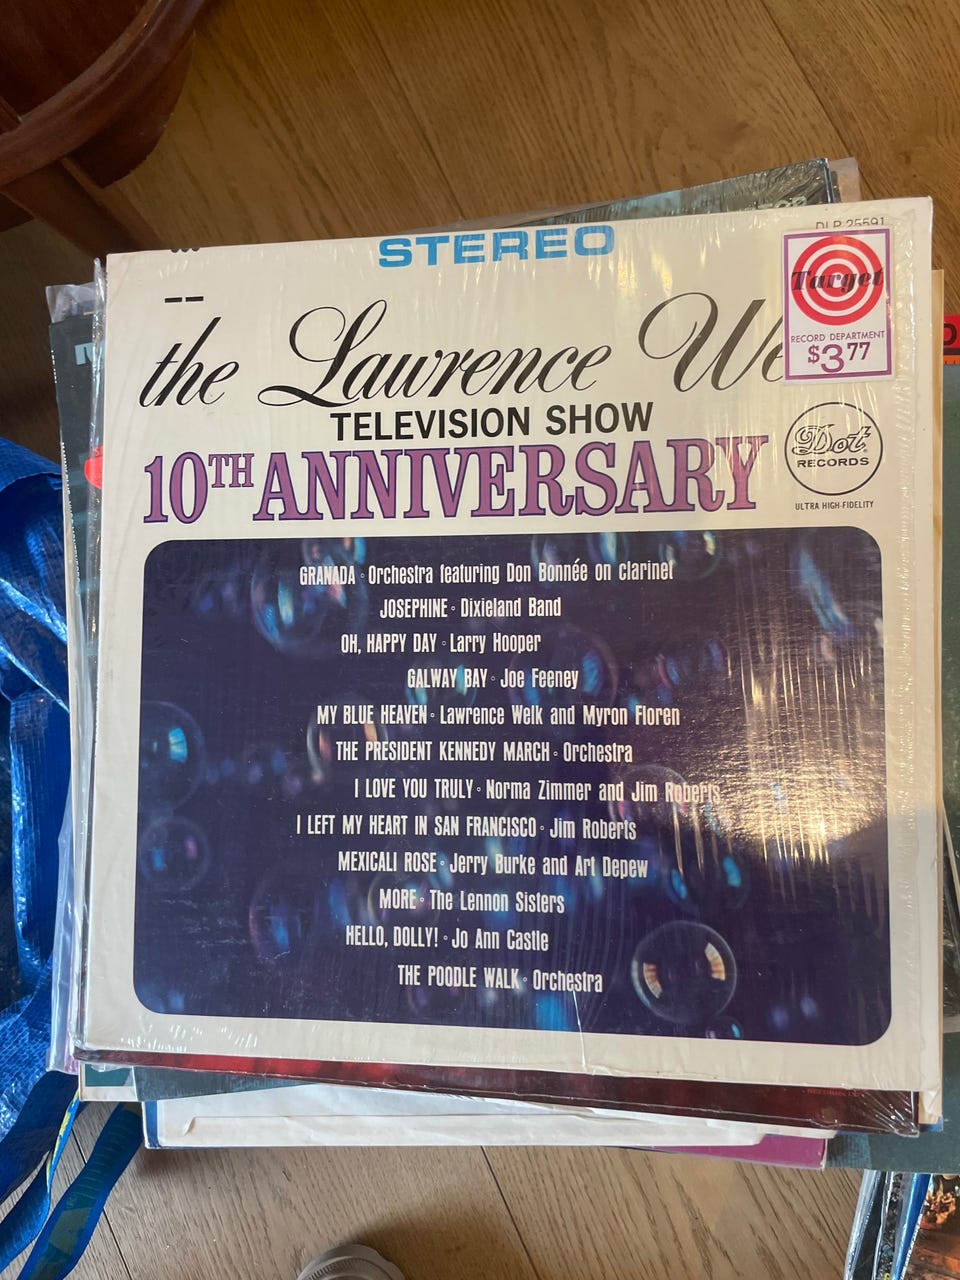 STEREO
DLP 25591
Target
RECORD DEPARTMENT
$3.77
the Lawrence We
TELEVISION SHOW
10TH ANNIVERSARY
Dot
RECORDS
ULTRA HIGH-FIDELITY
GRANADA ◦ Orchestra featuring Don Bonnée on clarinet
JOSEPHINE ◦ Dixieland Band
OH, HAPPY DAY ◦ Larry Hooper
GALWAY BAY ◦ Joe Feeney
MY BLUE HEAVEN ◦ Lawrence Welk and Myron Floren
THE PRESIDENT KENNEDY MARCH ◦ Orchestra
I LOVE YOU TRULY ◦ Norma Zimmer and Jim Roberts
I LEFT MY HEART IN SAN FRANCISCO ◦ Jim Roberts
MEXICALI ROSE ◦ Jerry Burke and Art Depew
MORE ◦ The Lennon Sisters
HELLO, DOLLY! ◦ Jo Ann Castle
THE POODLE WALK ◦ Orchestra